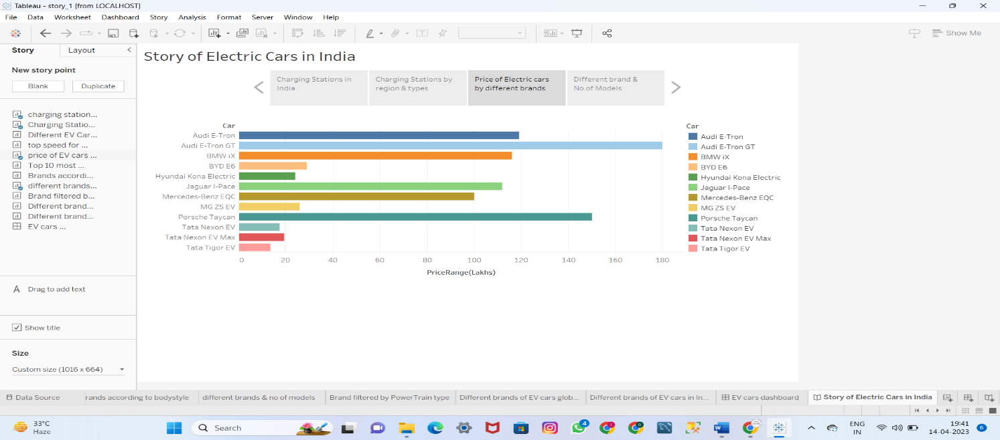 Tableau - story_1 [from LOCALHOST]
File Data Worksheet Dashboard Story Analysis Format Server Window Help
Show Me
Story Layout
New story point
Blank Duplicate
charging station...
Charging Statio...
Different EV Car...
top speed for ...
price of EV cars ...
Top 10 most ...
Brands accordi...
different brands...
Brand filtered b...
Different brand...
Different brand...
EV cars ...
A Drag to add text
Show title
Size
Custom size (1016 x 664)
Story of Electric Cars in India
Charging Stations in
India
Charging Stations by
region & types
Price of Electric cars
by different brands
Different brand &
No of Models
Car
Audi E-Tron
Audi E-Tron GT
BMW iX
BYD E6
Hyundai Kona Electric
Jaguar I-Pace
Mercedes-Benz EQC
MG ZS EV
Porsche Taycan
Tata Nexon EV
Tata Nexon EV Max
Tata Tigor EV
0 20 40 60 80 100 120 140 160 180
PriceRange(Lakhs)
Car
Audi E-Tron
Audi E-Tron GT
BMW iX
BYD E6
Hyundai Kona Electric
Jaguar I-Pace
Mercedes-Benz EQC
MG ZS EV
Porsche Taycan
Tata Nexon EV
Tata Nexon EV Max
Tata Tigor EV
Data Source rands according to bodystyle different brands & no of models Brand filtered by PowerTrain type Different brands of EV cars glob... Different brands of EV cars in In... EV cars dashboard Story of Electric Cars in India
33°C
Haze
Search
4
ENG
IN
19:41
14-04-2023
6